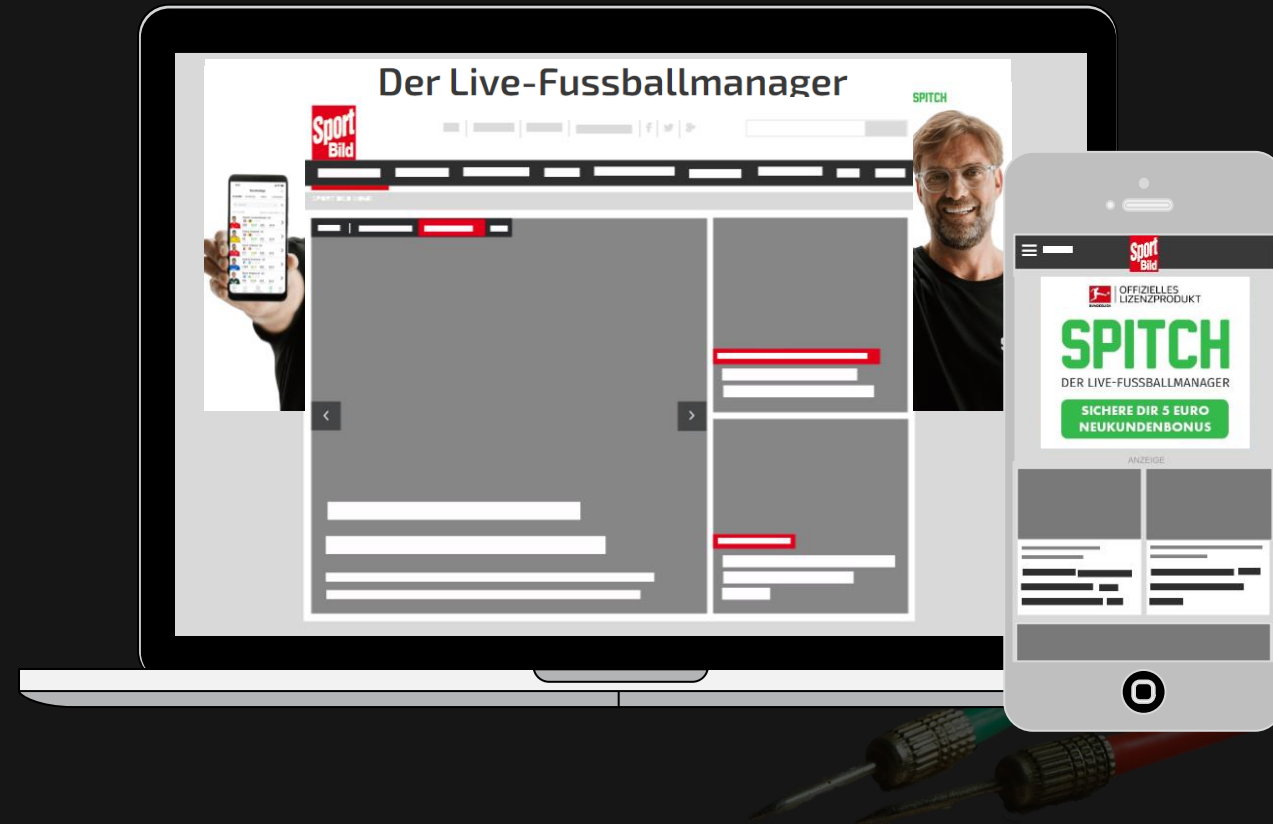 Der Live-Fussballmanager
SPITCH
Sport
Bild
Sport
Bild
BUNDESLIGA
OFFIZIELLES
LIZENZPRODUKT
SPITCH
DER LIVE-FUSSBALLMANAGER
SICHERE DIR 5 EURO
NEUKUNDENBONUS
ANZEIGE